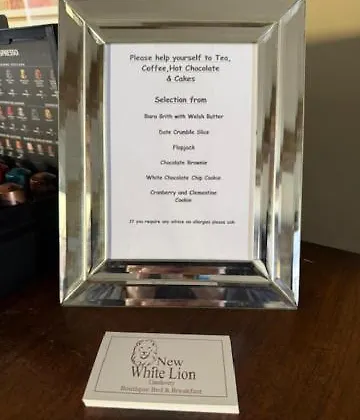 ESPRESSO
Please help yourself to Tea,
Coffee,Hot Chocolate
& Cakes
Selection from
Bara Brith with Welsh Butter
Date Crumble Slice
Flapjack
Chocolate Brownie
White Chocolate Chip Cookie
Cranberry and Clementine
Cookie
If you require any advice on allergies please ask
New
White Lion
Llandovery
Boutique Bed & Breakfast